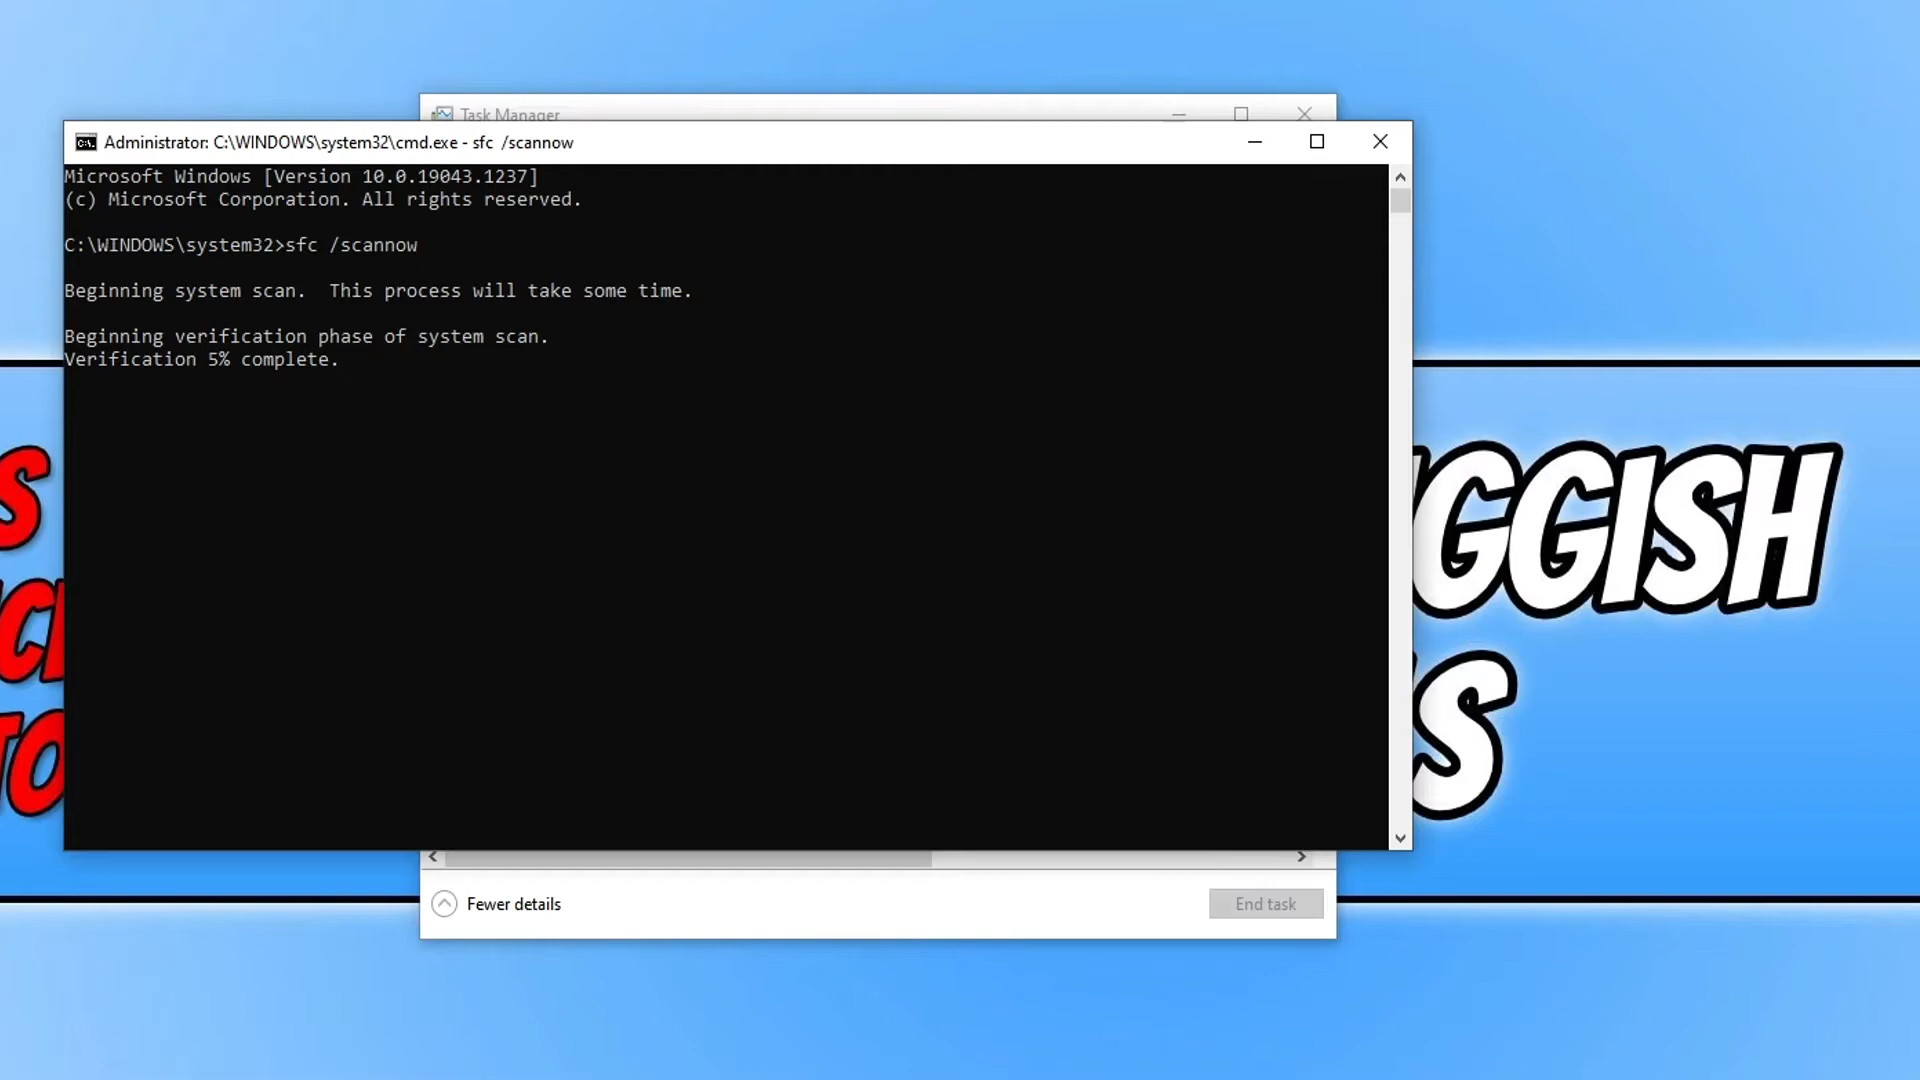 Task Manager
Administrator: C:\WINDOWS\system32\cmd.exe - sfc /scannow
Microsoft Windows [Version 10.0.19043.1237]
(c) Microsoft Corporation. All rights reserved.
C:\WINDOWS\system32>sfc /scannow
Beginning system scan. This process will take some time.
Beginning verification phase of system scan.
Verification 5% complete.
GGISH
S
S
TO
Fewer details
End task